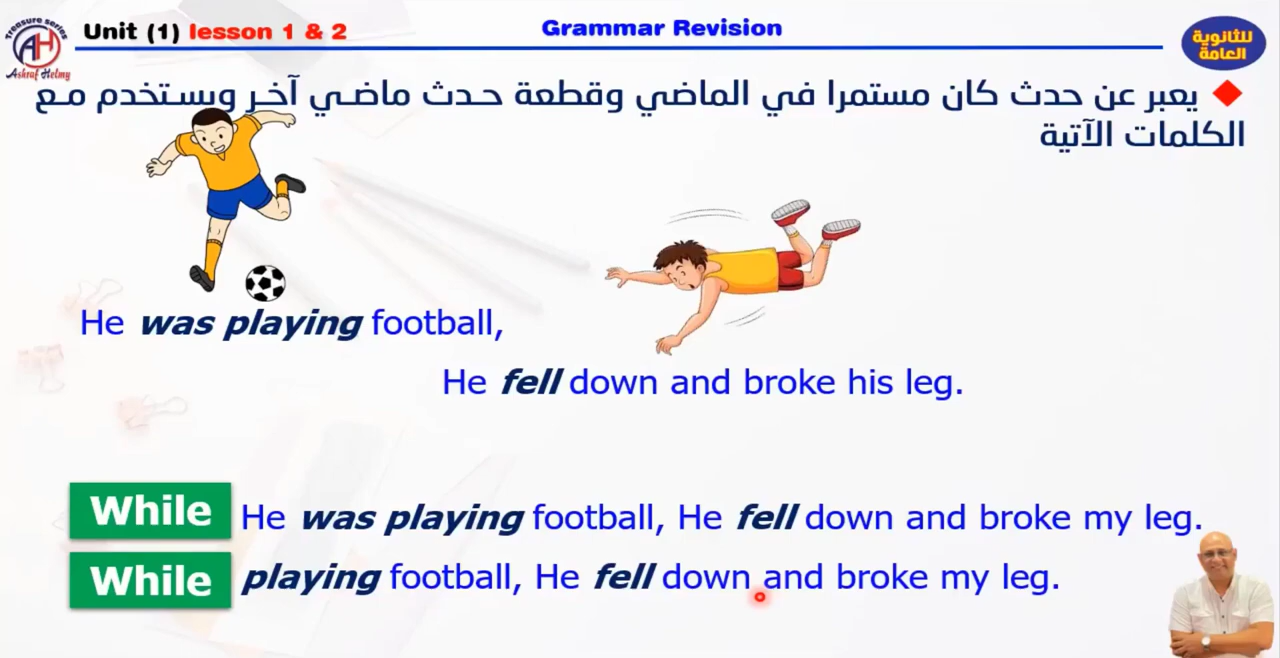 Treasure series
AH
Ashraf Helmy
Unit (1) lesson 1 & 2
Grammar Revision
للثانوية
العامة
يعبر عن حدث كان مستمرا في الماضي وقطعة حدث ماضي آخر ويستخدم مع
الكلمات الآتية
He was playing football,
He fell down and broke his leg.
While He was playing football, He fell down and broke my leg.
While playing football, He fell down and broke my leg.